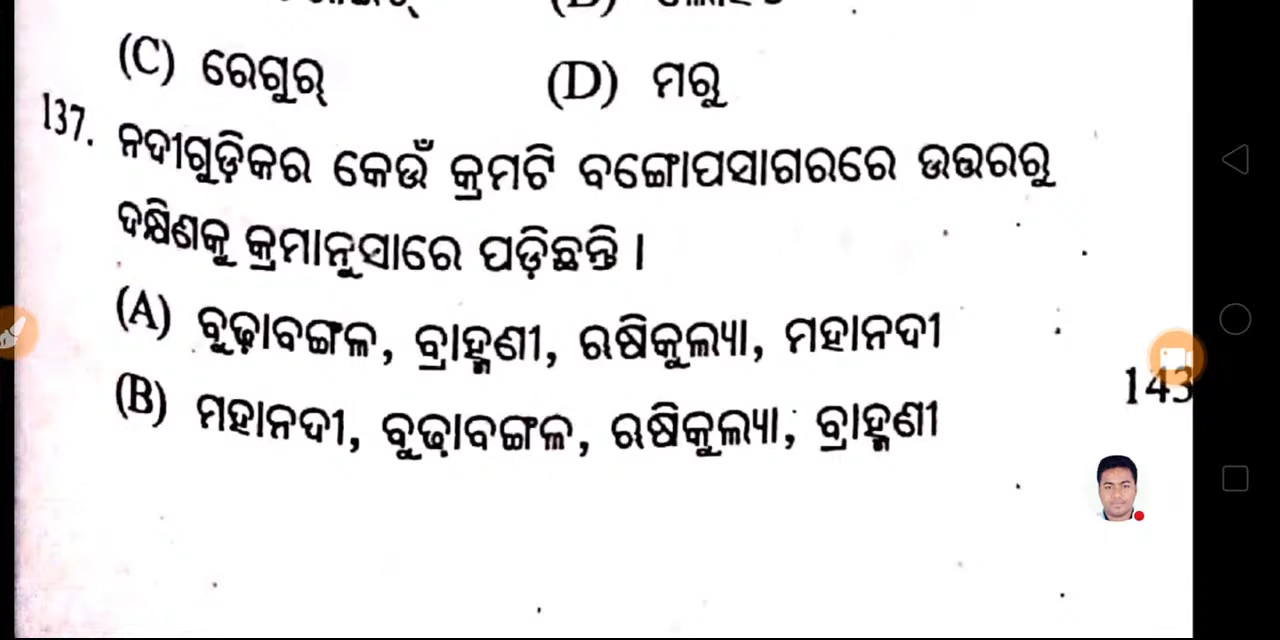 (C) ରେଗୁର୍ (D) ମରୁ
137. ନଦୀଗୁଡ଼ିକର କେଉଁ କ୍ରମଟି ବଙ୍ଗୋପସାଗରରେ ଉତ୍ତରରୁ
ଦକ୍ଷିଣକୁ କ୍ରମାନୁସାରେ ପଡ଼ିଛନ୍ତି ।
(A) ବୁଢ଼ାବଙ୍ଗଳ, ବ୍ରାହ୍ମଣୀ, ଋଷିକୁଲ୍ୟା, ମହାନଦୀ
(B) ମହାନଦୀ, ବୁଢ଼ାବଙ୍ଗଳ, ଋଷିକୁଲ୍ୟା, ବ୍ରାହ୍ମଣୀ
143